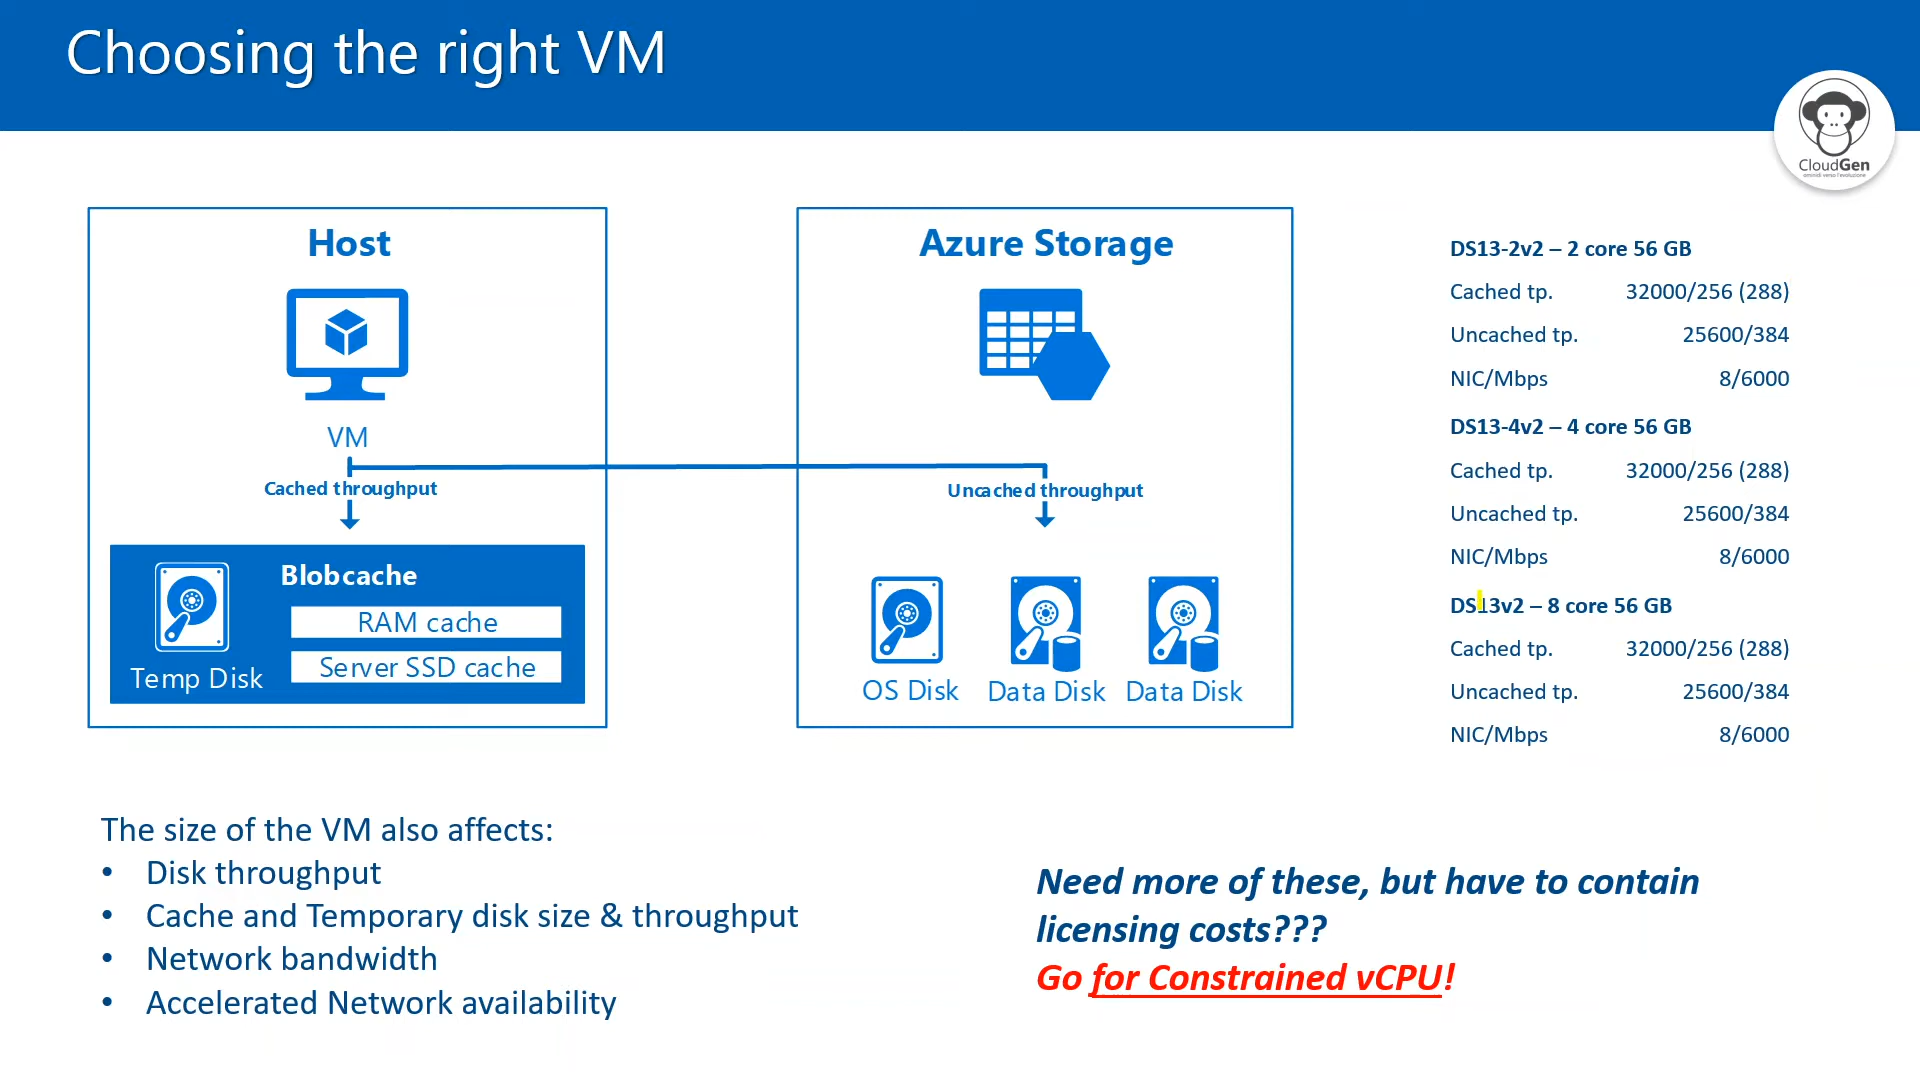 Choosing the right VM
CloudGen
Host
VM
Cached throughput
Temp Disk
Blobcache
RAM cache
Server SSD cache
Azure Storage
Uncached throughput
OS Disk
Data Disk
Data Disk
DS13-2v2 – 2 core 56 GB
Cached tp. 32000/256 (288)
Uncached tp. 25600/384
NIC/Mbps 8/6000
DS13-4v2 – 4 core 56 GB
Cached tp. 32000/256 (288)
Uncached tp. 25600/384
NIC/Mbps 8/6000
DS13v2 – 8 core 56 GB
Cached tp. 32000/256 (288)
Uncached tp. 25600/384
NIC/Mbps 8/6000
The size of the VM also affects:
• Disk throughput
• Cache and Temporary disk size & throughput
• Network bandwidth
• Accelerated Network availability
Need more of these, but have to contain
licensing costs???
Go for Constrained vCPU!